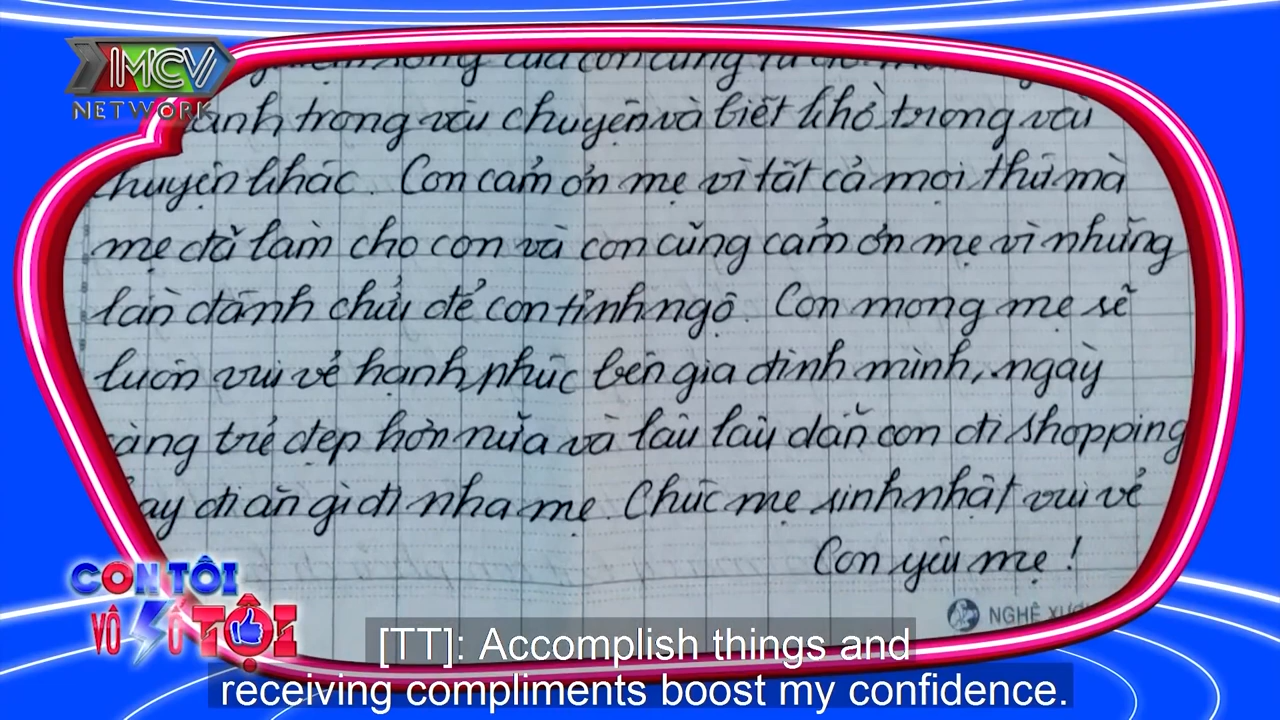 MCV
NETWORK
của con cũng
trong vài chuyện và biết khờ trong vài
chuyện khác. Con cảm ơn mẹ vì tất cả mọi thứ mà
mẹ đã làm cho con và con cũng cảm ơn mẹ vì những
lần đánh chửi để con tỉnh ngộ. Con mong mẹ sẽ
luôn vui vẻ hạnh phúc bên gia đình mình, ngày
càng trẻ đẹp hơn nữa và lâu lâu dẫn con đi shopping
hay đi ăn gì đi nha mẹ. Chúc mẹ sinh nhật vui vẻ
Con yêu mẹ!
NGHỆ
CON TÔI
VÔ SỐ TỘI
[TT]: Accomplish things and
receiving compliments boost my confidence.